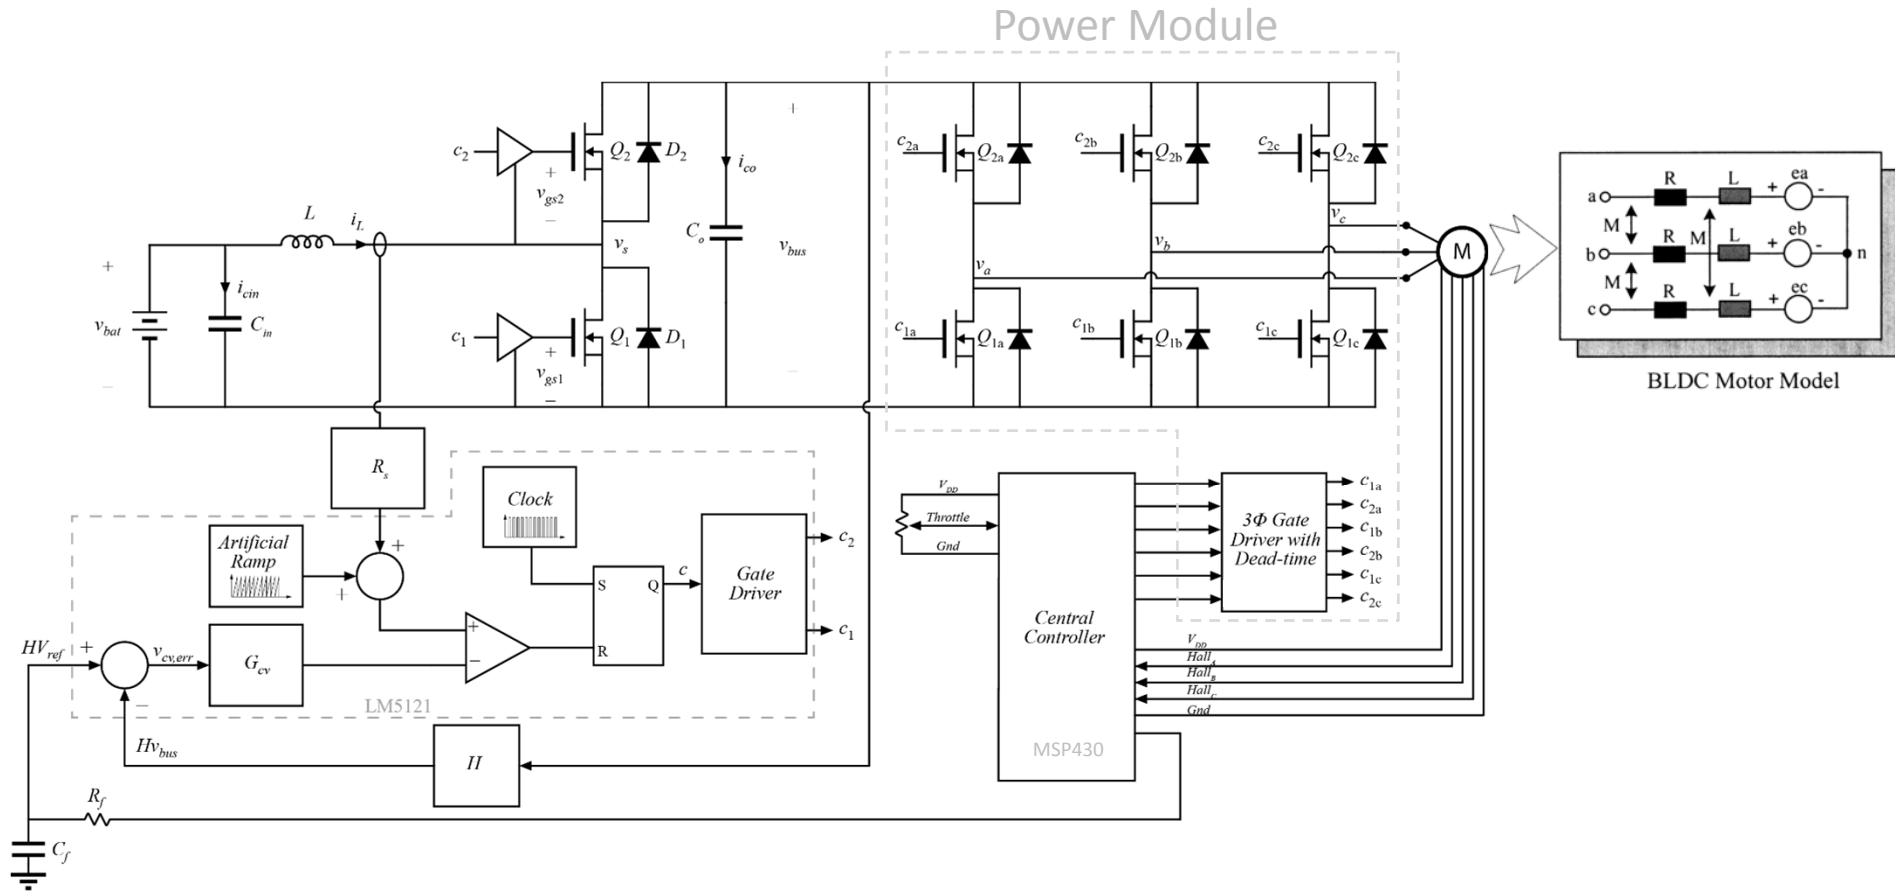 Power Module
c2
Q2
D2
+
vgs2
−
+
ico
Co
vbus
−
c2a
Q2a
c2b
Q2b
c2c
Q2c
L
iL
vs
va
vb
vc
M
+
vbat
−
icin
Cin
c1
Q1
D1
+
vgs1
−
c1a
Q1a
c1b
Q1b
c1c
Q1c
a
R
L
+
ea
-
M
M
b
R
L
+
eb
-
n
M
c
R
L
+
ec
-
BLDC Motor Model
Rs
Clock
Artificial
Ramp
+
+
S
Q
R
c
Gate
Driver
c2
c1
HVref
+
−
vcv,err
Gcv
+
−
LM5121
Hvbus
H
Rf
Cf
VDD
Throttle
Gnd
Central
Controller
MSP430
3Φ Gate
Driver with
Dead-time
c1a
c2a
c1b
c2b
c1c
c2c
VDD
HallA
HallB
HallC
Gnd